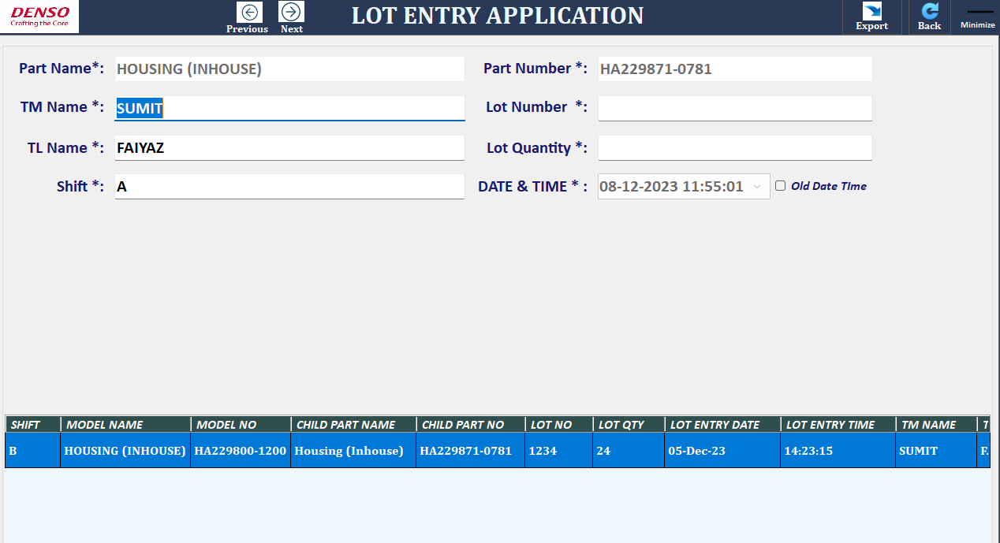 DENSO
Crafting the Core
Previous
Next
LOT ENTRY APPLICATION
Export
Back
Minimize
Part Name*: HOUSING (INHOUSE)
Part Number *: HA229871-0781
TM Name *: SUMIT
Lot Number *:
TL Name *: FAIYAZ
Lot Quantity *:
Shift *: A
DATE & TIME * : 08-12-2023 11:55:01
Old Date TIme
SHIFT MODEL NAME MODEL NO CHILD PART NAME CHILD PART NO LOT NO LOT QTY LOT ENTRY DATE LOT ENTRY TIME TM NAME T
B HOUSING (INHOUSE) HA229800-1200 Housing (Inhouse) HA229871-0781 1234 24 05-Dec-23 14:23:15 SUMIT F.